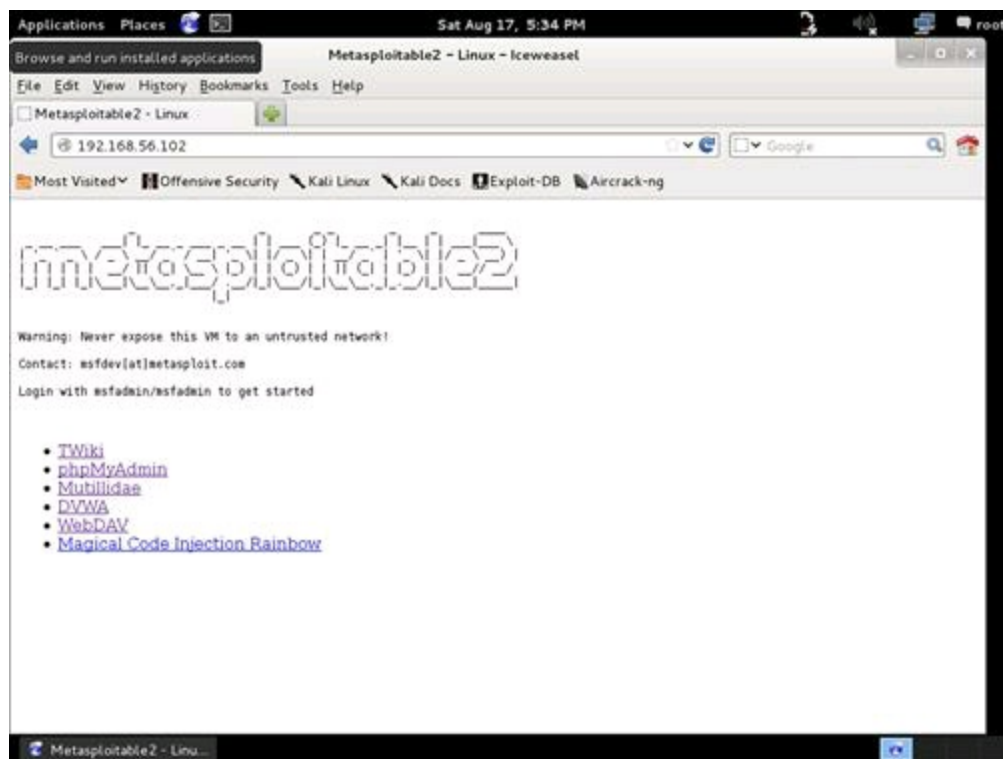 Applications Places Sat Aug 17, 5:34 PM root
Browse and run installed applications
Metasploitable2 - Linux - Iceweasel
File Edit View History Bookmarks Tools Help
Metasploitable2 - Linux
192.168.56.102 Google
Most Visited Offensive Security Kali Linux Kali Docs Exploit-DB Aircrack-ng
metasploitable2
Warning: Never expose this VM to an untrusted network!
Contact: msfdev[at]metasploit.com
Login with msfadmin/msfadmin to get started
• TWiki
• phpMyAdmin
• Mutillidae
• DVWA
• WebDAV
• Magical Code Injection Rainbow
Metasploitable2 - Linu...